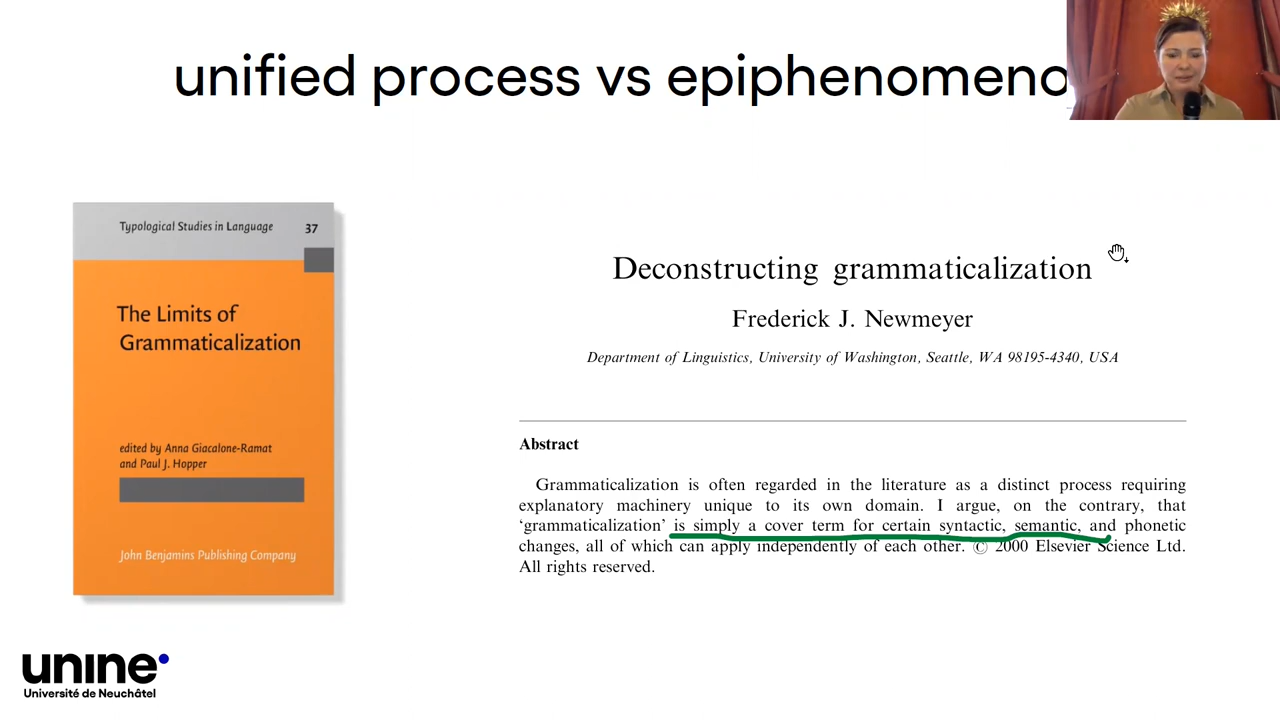 unified process vs epiphenomeno
Typological Studies in Language 37
The Limits of
Grammaticalization
edited by Anna Giacalone-Ramat
and Paul J. Hopper
John Benjamins Publishing Company
Deconstructing grammaticalization
Frederick J. Newmeyer
Department of Linguistics, University of Washington, Seattle, WA 98195-4340, USA
Abstract
Grammaticalization is often regarded in the literature as a distinct process requiring
explanatory machinery unique to its own domain. I argue, on the contrary, that
‘grammaticalization’ is simply a cover term for certain syntactic, semantic, and phonetic
changes, all of which can apply independently of each other. © 2000 Elsevier Science Ltd.
All rights reserved.
unine
Université de Neuchâtel